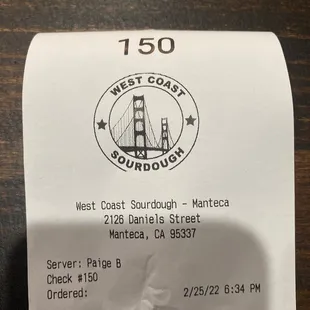 150
WEST COAST
SOURDOUGH
West Coast Sourdough - Manteca
2126 Daniels Street
Manteca, CA 95337
Server: Paige B
Check #150
Ordered: 2/25/22 6:34 PM